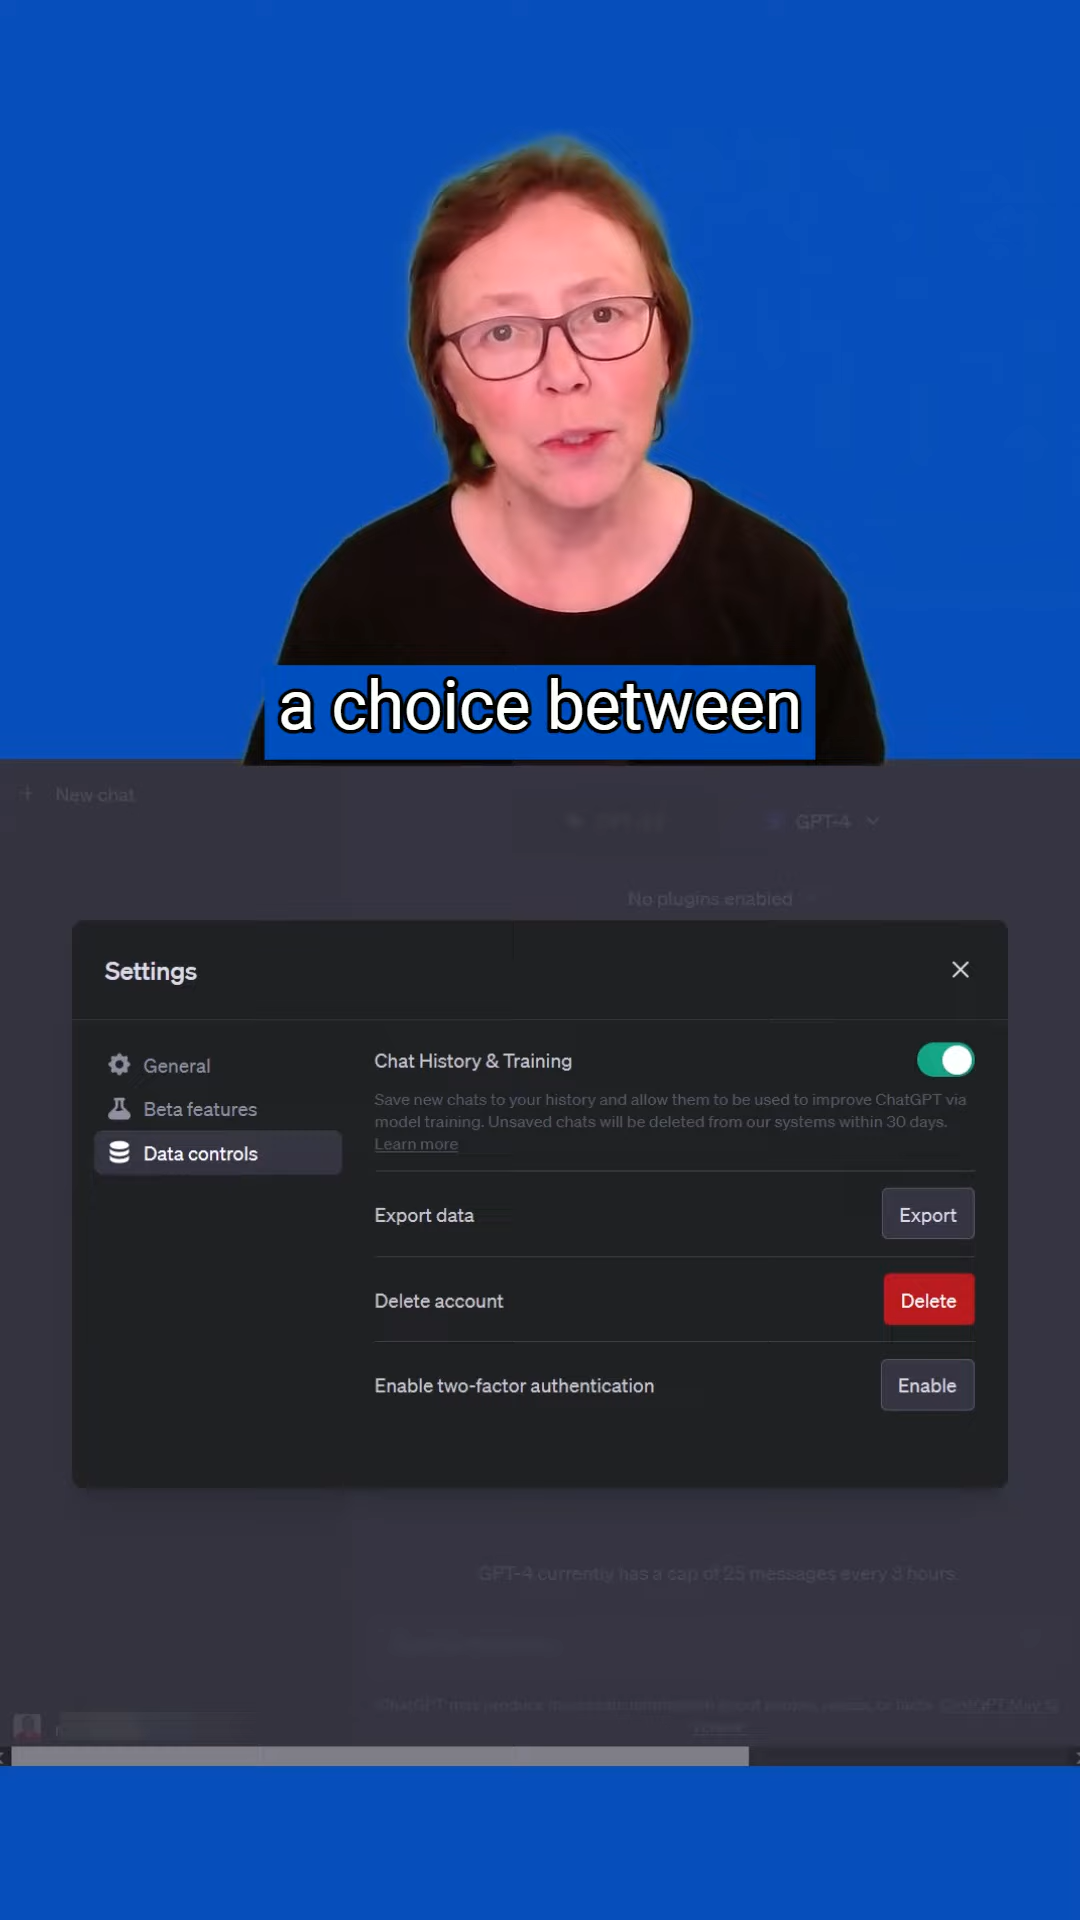 a choice between
New chat
GPT-4
No plugins enabled
Settings
General
Beta features
Data controls
Chat History & Training
Save new chats to your history and allow them to be used to improve ChatGPT via
model training. Unsaved chats will be deleted from our systems within 30 days.
Learn more
Export data
Export
Delete account
Delete
Enable two-factor authentication
Enable
GPT-4 currently has a cap of 25 messages every 3 hours.